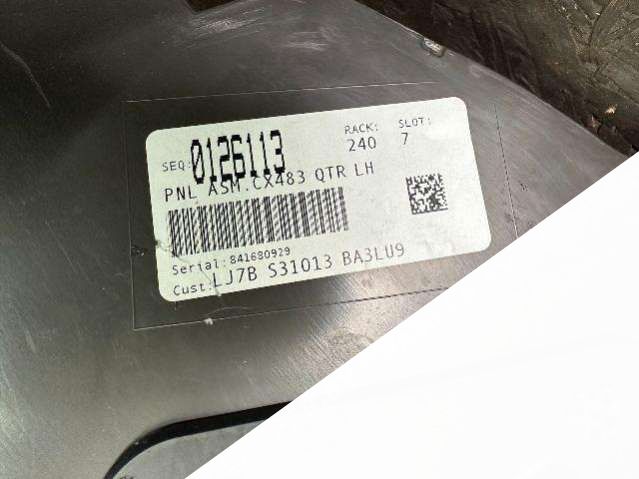 SEQ: 0126113 RACK: 240 SLOT: 7
PNL ASM.CX483 QTR LH
Serial: 841680929
Cust: LJ7B S31013 BA3LU9